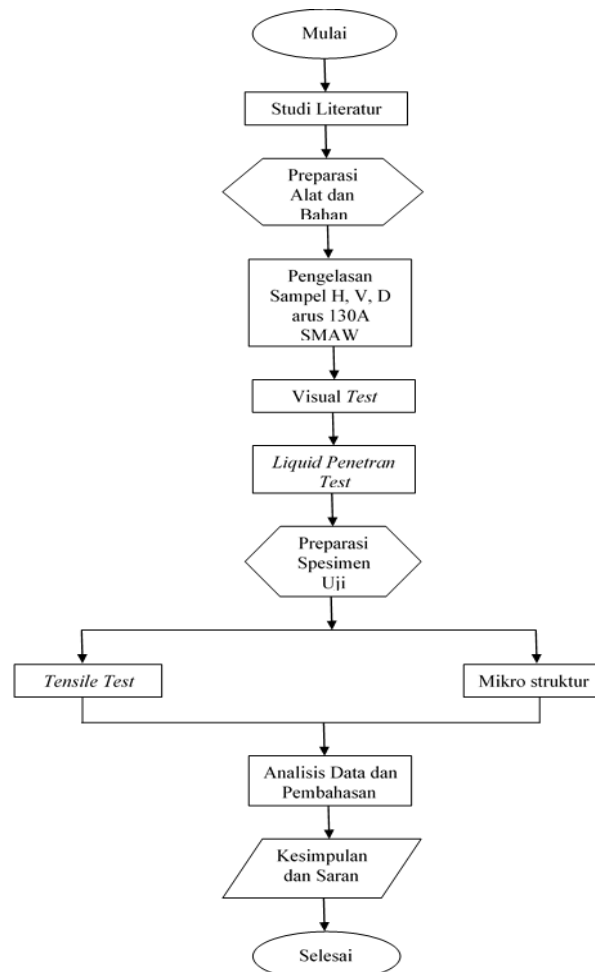 Mulai
Studi Literatur
Preparasi
Alat dan
Bahan
Pengelasan
Sampel H, V, D
arus 130A
SMAW
Visual Test
Liquid Penetran
Test
Preparasi
Spesimen
Uji
Tensile Test
Mikro struktur
Analisis Data dan
Pembahasan
Kesimpulan
dan Saran
Selesai